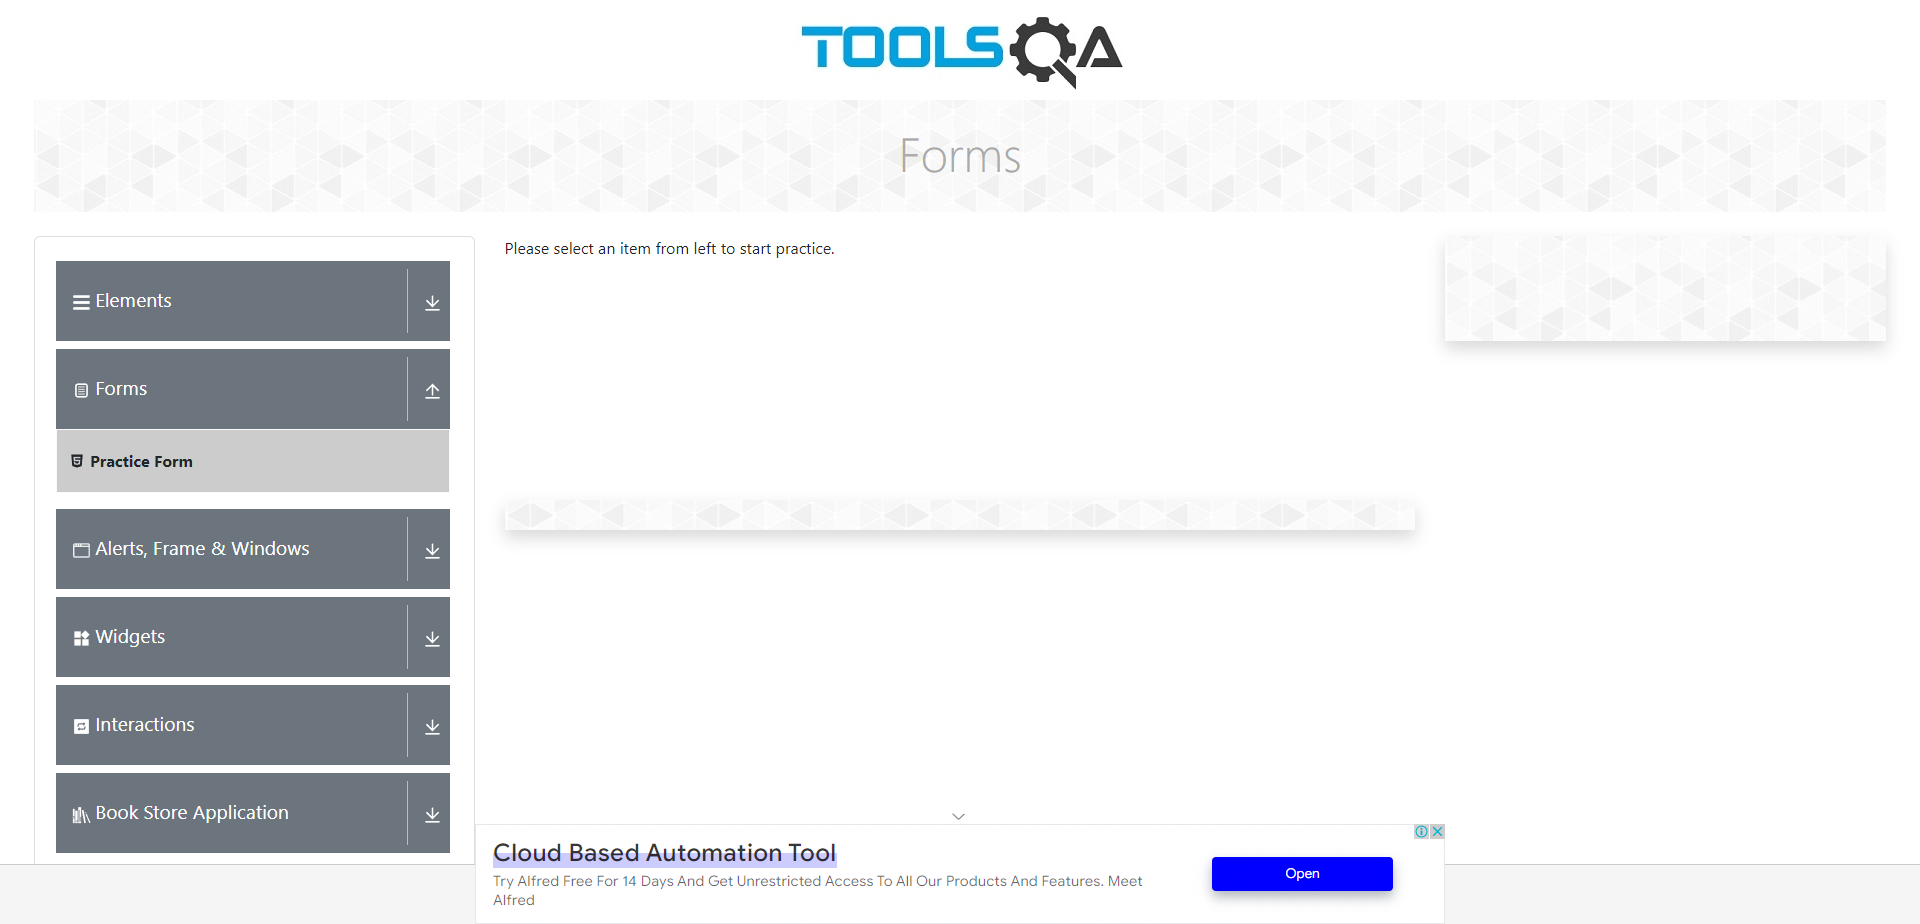 TOOLSQA
Forms
Please select an item from left to start practice.
Elements
Forms
Practice Form
Alerts, Frame & Windows
Widgets
Interactions
Book Store Application
Cloud Based Automation Tool
Try Alfred Free For 14 Days And Get Unrestricted Access To All Our Products And Features. Meet
Alfred
Open